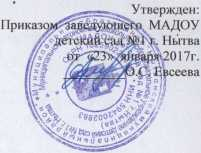 Утвержден:
Приказом заведующего МАДОУ
детский сад №1 г. Нытва
от «23» января 2017г.
О.С. Евсеева